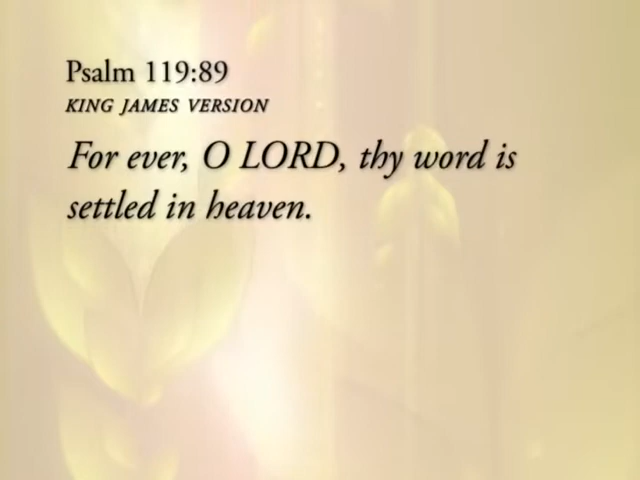 Psalm 119:89
KING JAMES VERSION
For ever, O LORD, thy word is
settled in heaven.